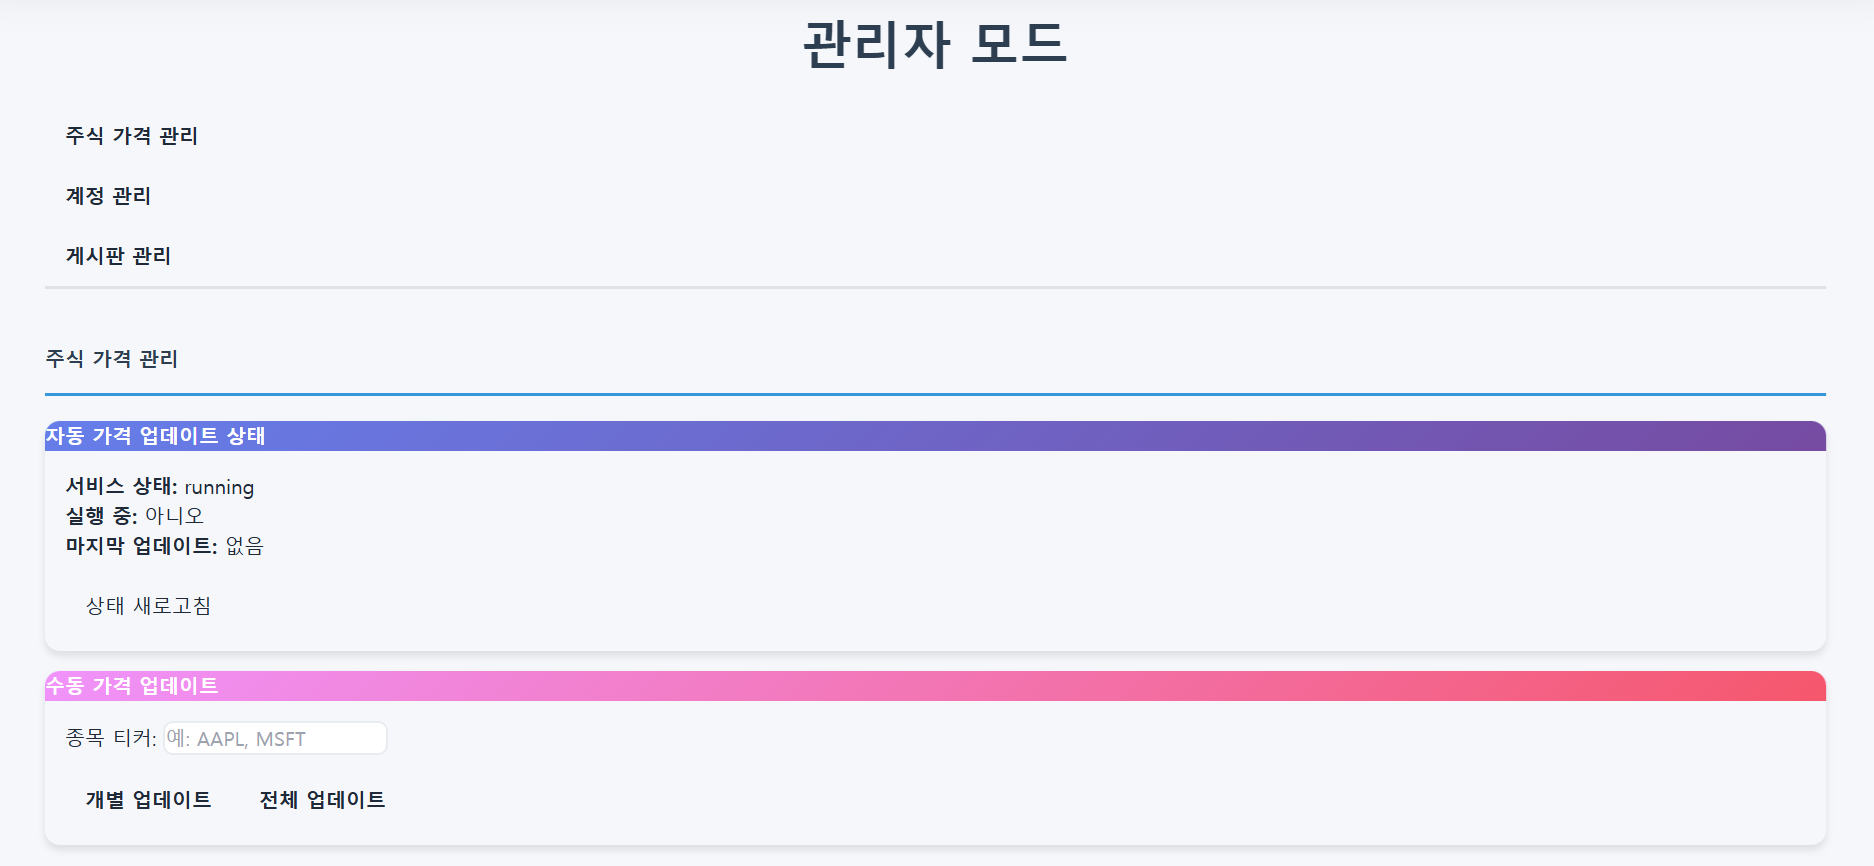 관리자 모드
주식 가격 관리
계정 관리
게시판 관리
주식 가격 관리
자동 가격 업데이트 상태
서비스 상태: running
실행 중: 아니오
마지막 업데이트: 없음
상태 새로고침
수동 가격 업데이트
종목 티커: 예: AAPL, MSFT
개별 업데이트 전체 업데이트